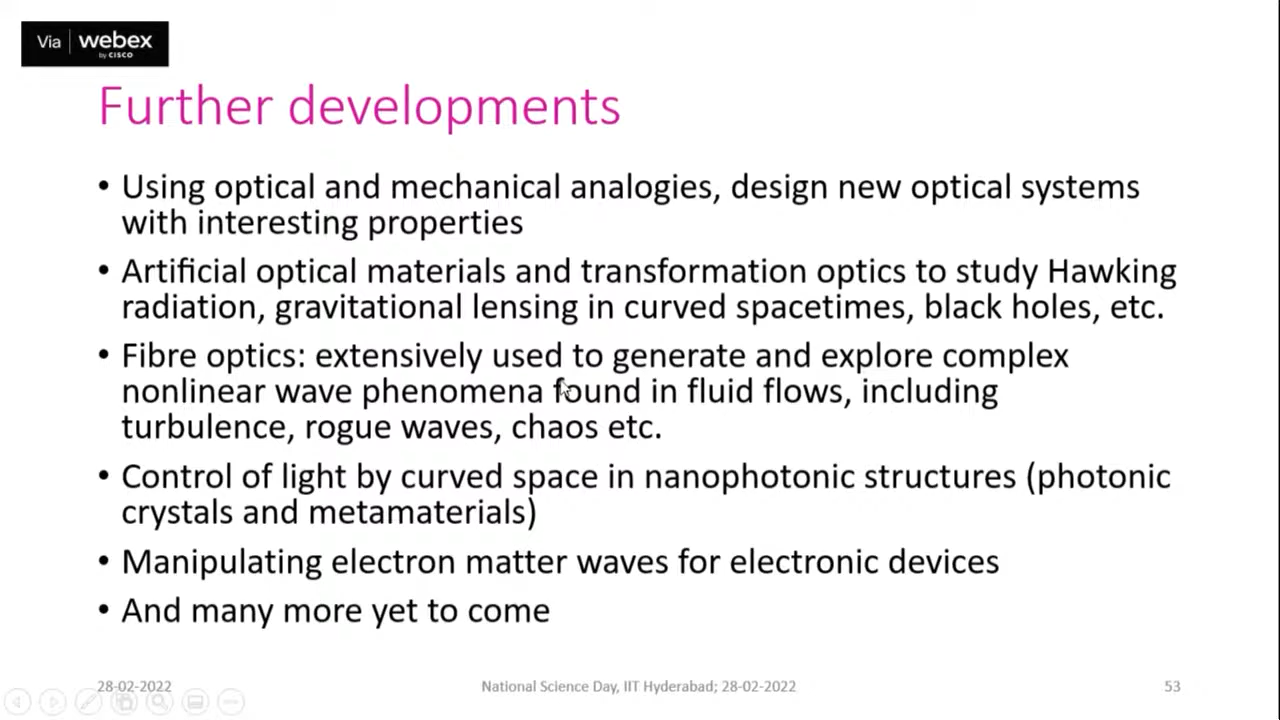 Via | webex
by CISCO
Further developments
• Using optical and mechanical analogies, design new optical systems
with interesting properties
• Artificial optical materials and transformation optics to study Hawking
radiation, gravitational lensing in curved spacetimes, black holes, etc.
• Fibre optics: extensively used to generate and explore complex
nonlinear wave phenomena found in fluid flows, including
turbulence, rogue waves, chaos etc.
• Control of light by curved space in nanophotonic structures (photonic
crystals and metamaterials)
• Manipulating electron matter waves for electronic devices
• And many more yet to come
28-02-2022
National Science Day, IIT Hyderabad; 28-02-2022
53